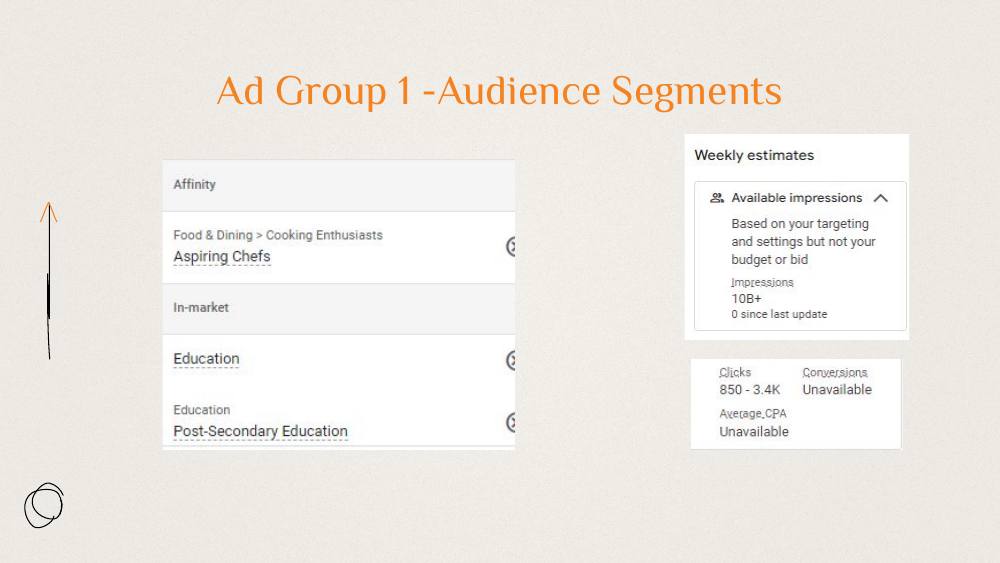 Ad Group 1 -Audience Segments
Affinity
Food & Dining > Cooking Enthusiasts
Aspiring Chefs
In-market
Education
Education
Post-Secondary Education
Weekly estimates
Available impressions
Based on your targeting
and settings but not your
budget or bid
Impressions
10B+
0 since last update
Clicks Conversions
850 - 3.4K Unavailable
Average CPA
Unavailable